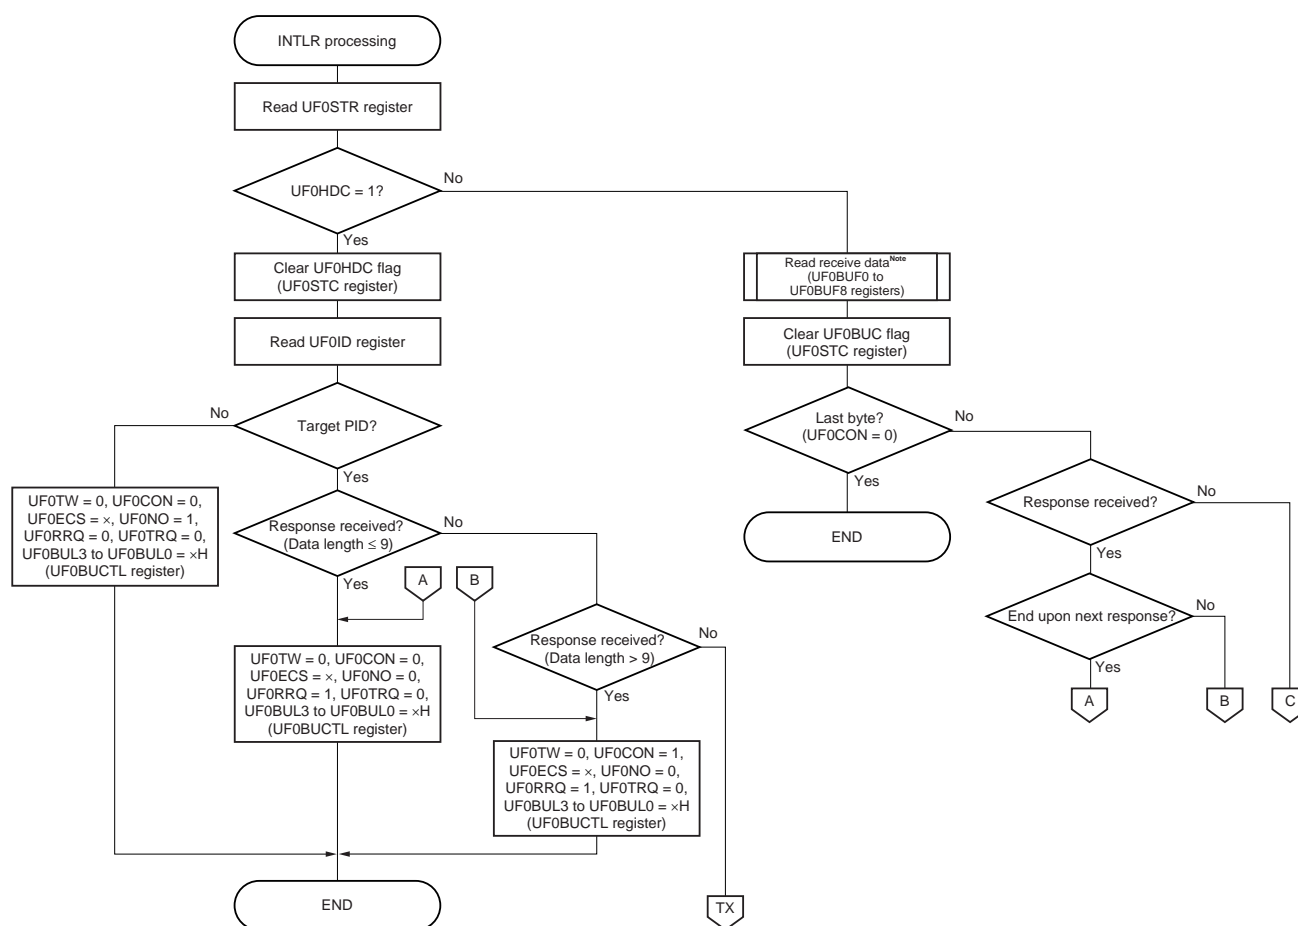 INTLR processing
Read UF0STR register
UF0HDC = 1?
No
Yes
Clear UF0HDC flag
(UF0STC register)
Read UF0ID register
Target PID?
No
Yes
UF0TW = 0, UF0CON = 0,
UF0ECS = ×, UF0NO = 1,
UF0RRQ = 0, UF0TRQ = 0,
UF0BUL3 to UF0BUL0 = ×H
(UF0BUCTL register)
Response received?
(Data length ≤ 9)
No
Yes
A
B
UF0TW = 0, UF0CON = 0,
UF0ECS = ×, UF0NO = 0,
UF0RRQ = 1, UF0TRQ = 0,
UF0BUL3 to UF0BUL0 = ×H
(UF0BUCTL register)
Response received?
(Data length > 9)
No
Yes
UF0TW = 0, UF0CON = 1,
UF0ECS = ×, UF0NO = 0,
UF0RRQ = 1, UF0TRQ = 0,
UF0BUL3 to UF0BUL0 = ×H
(UF0BUCTL register)
END
TX
Read receive dataNote
(UF0BUF0 to
UF0BUF8 registers)
Clear UF0BUC flag
(UF0STC register)
Last byte?
(UF0CON = 0)
No
Yes
END
Response received?
No
Yes
End upon next response?
No
Yes
A
B
C